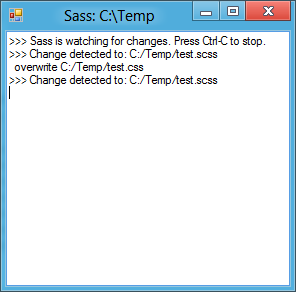 Sass: C:\Temp
>>> Sass is watching for changes. Press Ctrl-C to stop.
>>> Change detected to: C:/Temp/test.scss
  overwrite C:/Temp/test.css
>>> Change detected to: C:/Temp/test.scss